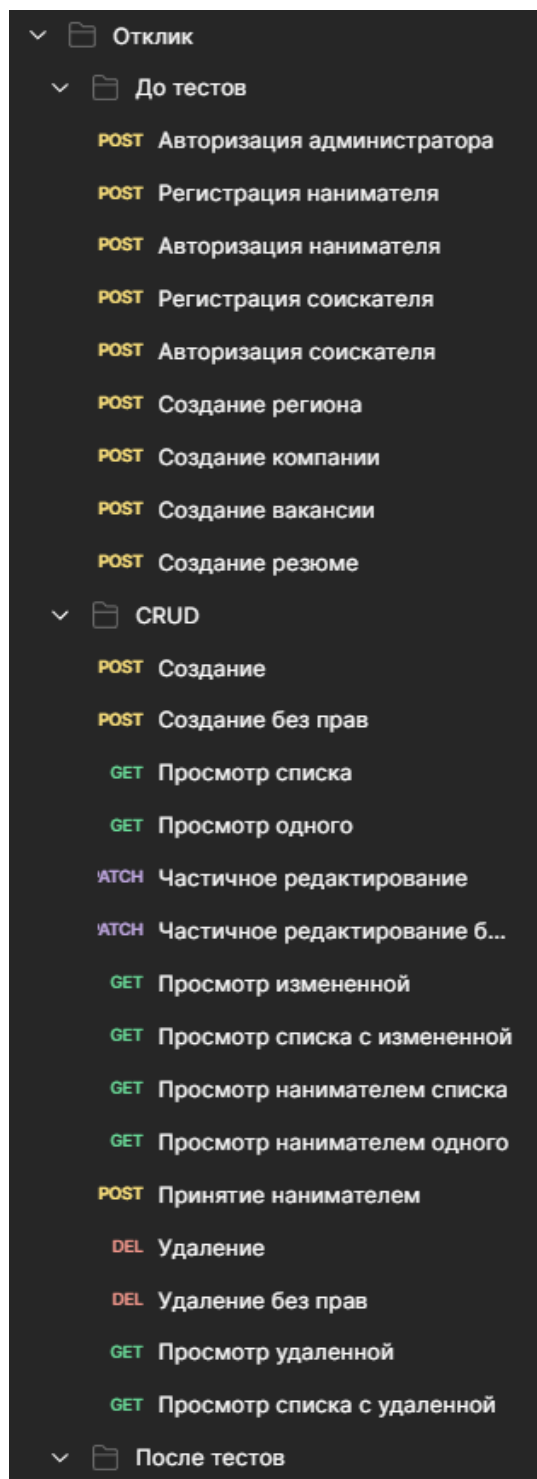 Отклик
До тестов
POST Авторизация администратора
POST Регистрация нанимателя
POST Авторизация нанимателя
POST Регистрация соискателя
POST Авторизация соискателя
POST Создание региона
POST Создание компании
POST Создание вакансии
POST Создание резюме
CRUD
POST Создание
POST Создание без прав
GET Просмотр списка
GET Просмотр одного
ATCH Частичное редактирование
ATCH Частичное редактирование б...
GET Просмотр измененной
GET Просмотр списка с измененной
GET Просмотр нанимателем списка
GET Просмотр нанимателем одного
POST Принятие нанимателем
DEL Удаление
DEL Удаление без прав
GET Просмотр удаленной
GET Просмотр списка с удаленной
После тестов